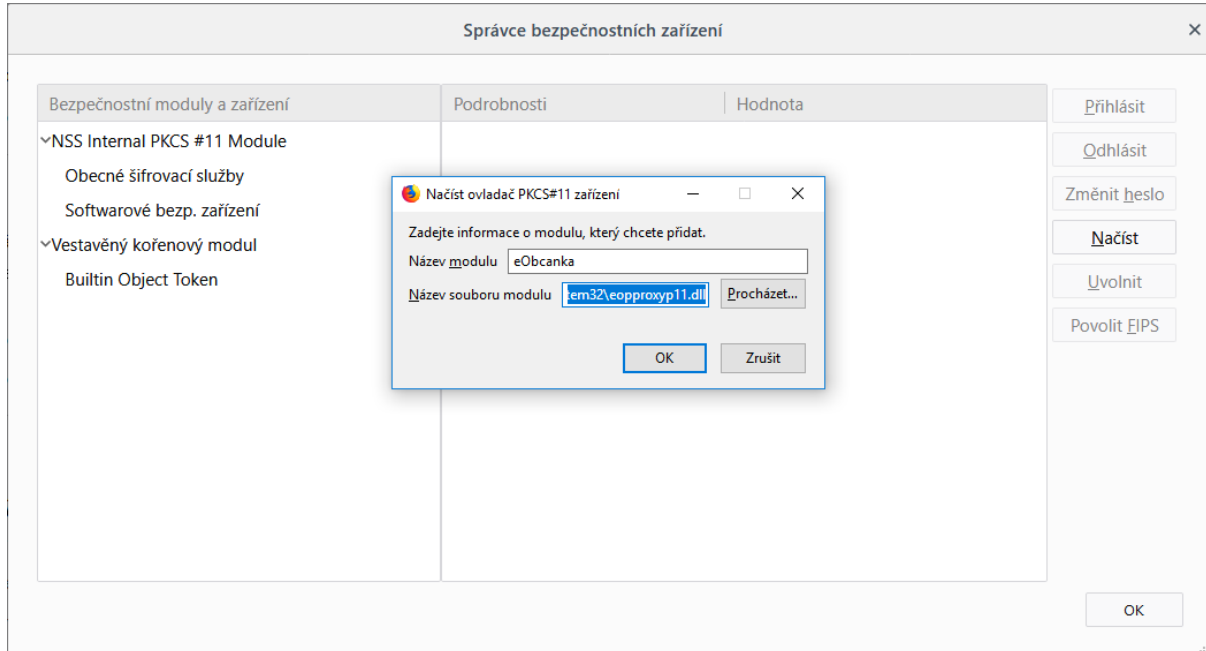 Správce bezpečnostních zařízení
Bezpečnostní moduly a zařízení
Podrobnosti
Hodnota
NSS Internal PKCS #11 Module
Obecné šifrovací služby
Softwarové bezp. zařízení
Vestavěný kořenový modul
Builtin Object Token
Přihlásit
Odhlásit
Změnit heslo
Načíst
Uvolnit
Povolit FIPS
Načíst ovladač PKCS#11 zařízení
Zadejte informace o modulu, který chcete přidat.
Název modulu eObcanka
Název souboru modulu tem32\eopproxyp11.dll Procházet...
OK Zrušit
OK